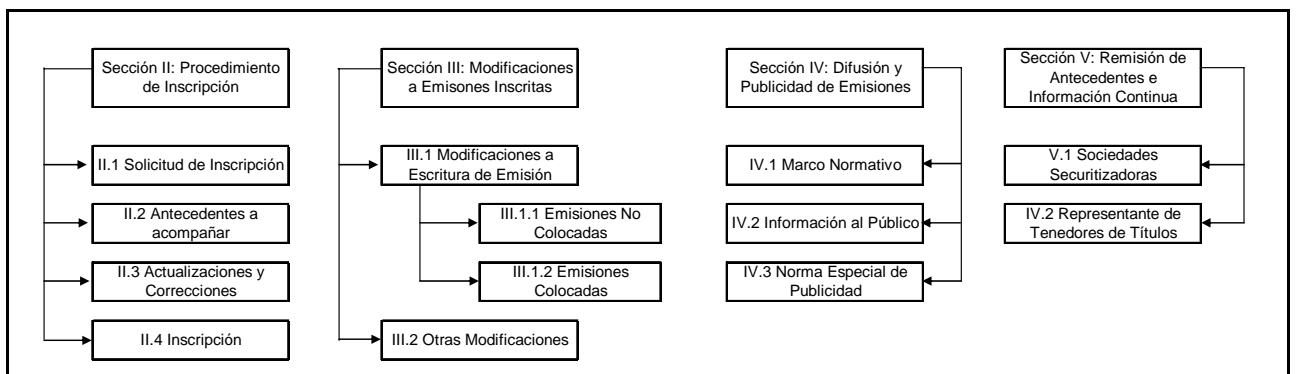 Sección II: Procedimiento
de Inscripción
II.1 Solicitud de Inscripción
II.2 Antecedentes a
acompañar
II.3 Actualizaciones y
Correcciones
II.4 Inscripción
Sección III: Modificaciones
a Emisones Inscritas
III.1 Modificaciones a
Escritura de Emisión
III.1.1 Emisiones No
Colocadas
III.1.2 Emisiones
Colocadas
III.2 Otras Modificaciones
Sección IV: Difusión y
Publicidad de Emisiones
IV.1 Marco Normativo
IV.2 Información al Público
IV.3 Norma Especial de
Publicidad
Sección V: Remisión de
Antecedentes e
Información Continua
V.1 Sociedades
Securitizadoras
IV.2 Representante de
Tenedores de Títulos